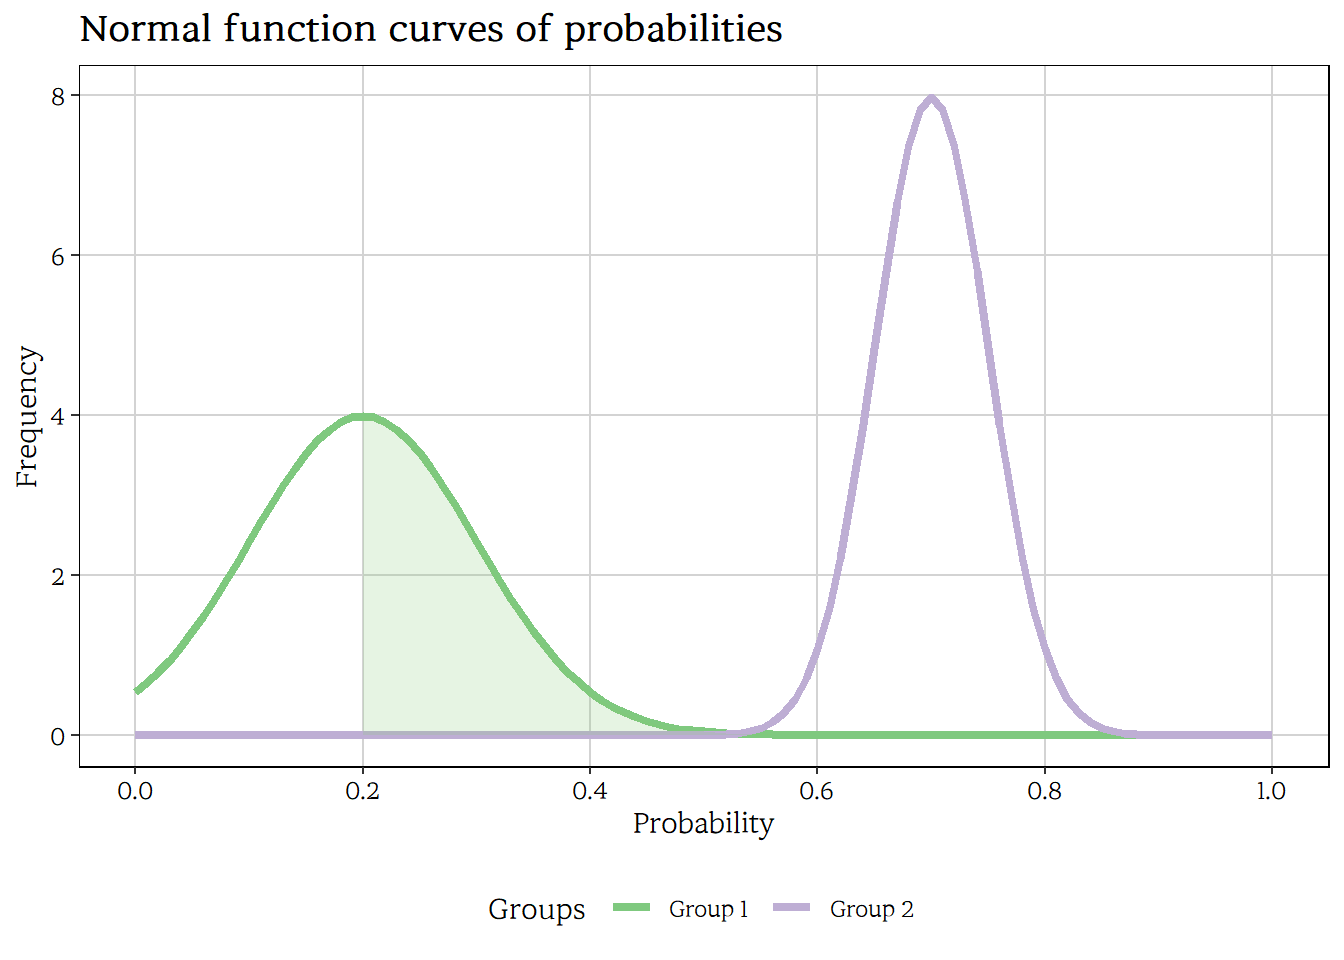 Normal function curves of probabilities
Frequency
8
6
4
2
0
0.0 0.2 0.4 0.6 0.8 1.0
Probability
Groups Group 1 Group 2